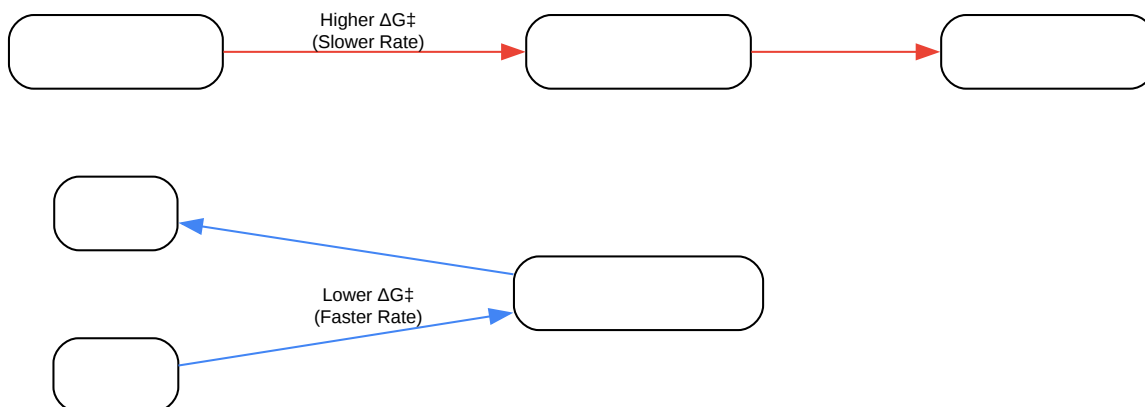 Higher ΔG‡
(Slower Rate)
Lower ΔG‡
(Faster Rate)